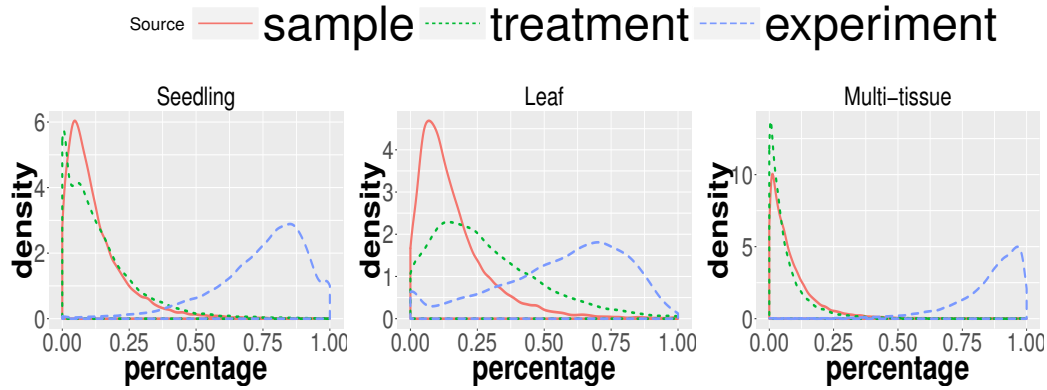 Source sample treatment experiment
Seedling
Leaf
Multi−tissue
density
6
4
2
0
0.00 0.25 0.50 0.75 1.00
percentage
density
4
3
2
1
0
0.00 0.25 0.50 0.75 1.00
percentage
density
10
5
0
0.00 0.25 0.50 0.75 1.00
percentage